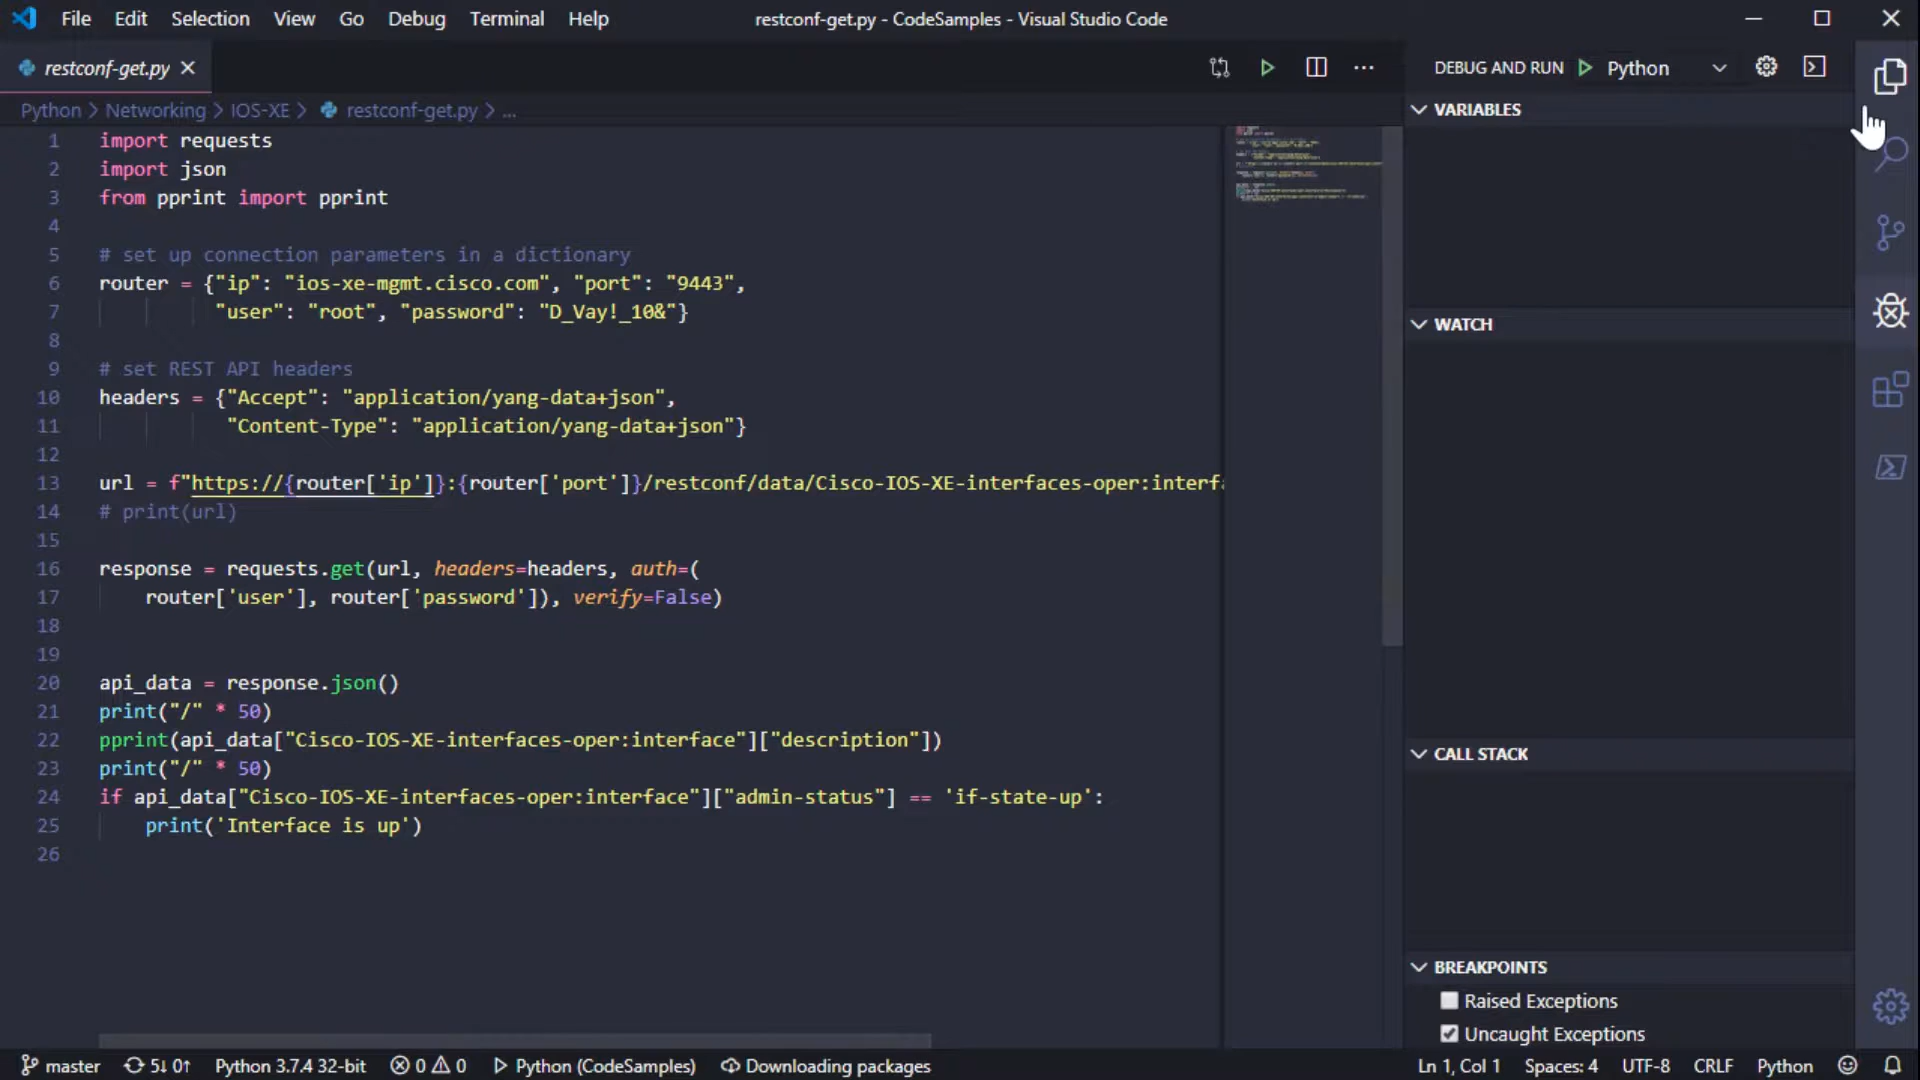 File Edit Selection View Go Debug Terminal Help
restconf-get.py - CodeSamples - Visual Studio Code
restconf-get.py
DEBUG AND RUN Python
Python > Networking > IOS-XE > restconf-get.py > ...
1 import requests
2 import json
3 from pprint import pprint
4
5 # set up connection parameters in a dictionary
6 router = {"ip": "ios-xe-mgmt.cisco.com", "port": "9443",
7 "user": "root", "password": "D_Vay!_10&"}
8
9 # set REST API headers
10 headers = {"Accept": "application/yang-data+json",
11 "Content-Type": "application/yang-data+json"}
12
13 url = f"https://{router['ip']}:{router['port']}/restconf/data/Cisco-IOS-XE-interfaces-oper:interfa
14 # print(url)
15
16 response = requests.get(url, headers=headers, auth=(
17 router['user'], router['password']), verify=False)
18
19
20 api_data = response.json()
21 print("/" * 50)
22 pprint(api_data["Cisco-IOS-XE-interfaces-oper:interface"]["description"])
23 print("/" * 50)
24 if api_data["Cisco-IOS-XE-interfaces-oper:interface"]["admin-status"] == 'if-state-up':
25 print('Interface is up')
26
VARIABLES
WATCH
CALL STACK
BREAKPOINTS
Raised Exceptions
Uncaught Exceptions
master 5↓ 0↑ Python 3.7.4 32-bit 0 0 Python (CodeSamples) Downloading packages Ln 1, Col 1 Spaces: 4 UTF-8 CRLF Python